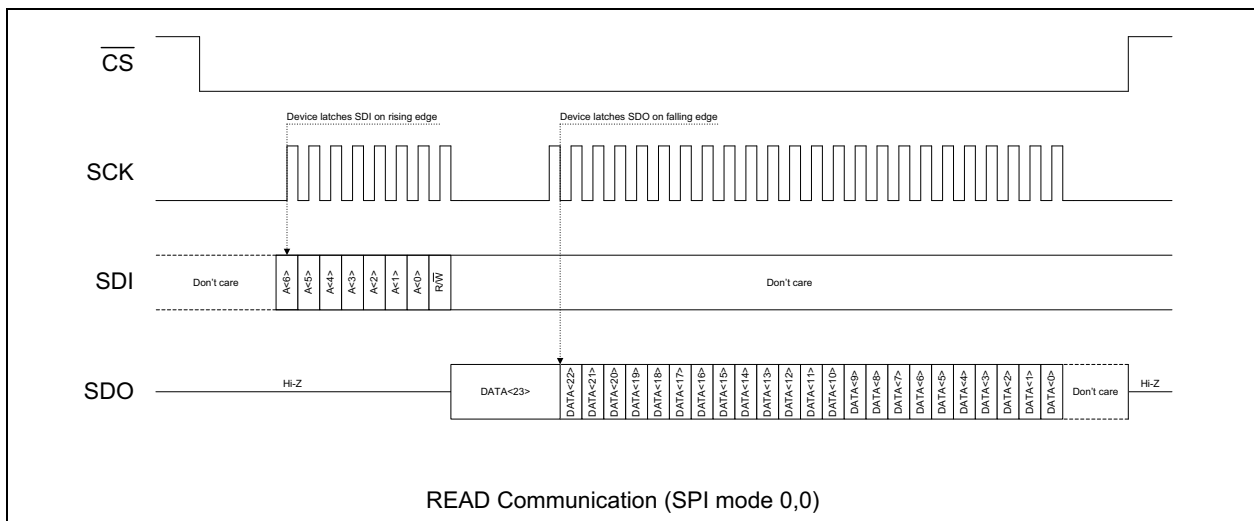 CS
Device latches SDI on rising edge
Device latches SDO on falling edge
SCK
SDI
Don't care
A<6>
A<5>
A<4>
A<3>
A<2>
A<1>
A<0>
R/W
Don't care
SDO
Hi-Z
DATA<23>
DATA<22>
DATA<21>
DATA<20>
DATA<19>
DATA<18>
DATA<17>
DATA<16>
DATA<15>
DATA<14>
DATA<13>
DATA<12>
DATA<11>
DATA<10>
DATA<9>
DATA<8>
DATA<7>
DATA<6>
DATA<5>
DATA<4>
DATA<3>
DATA<2>
DATA<1>
DATA<0>
Don't care
Hi-Z
READ Communication (SPI mode 0,0)